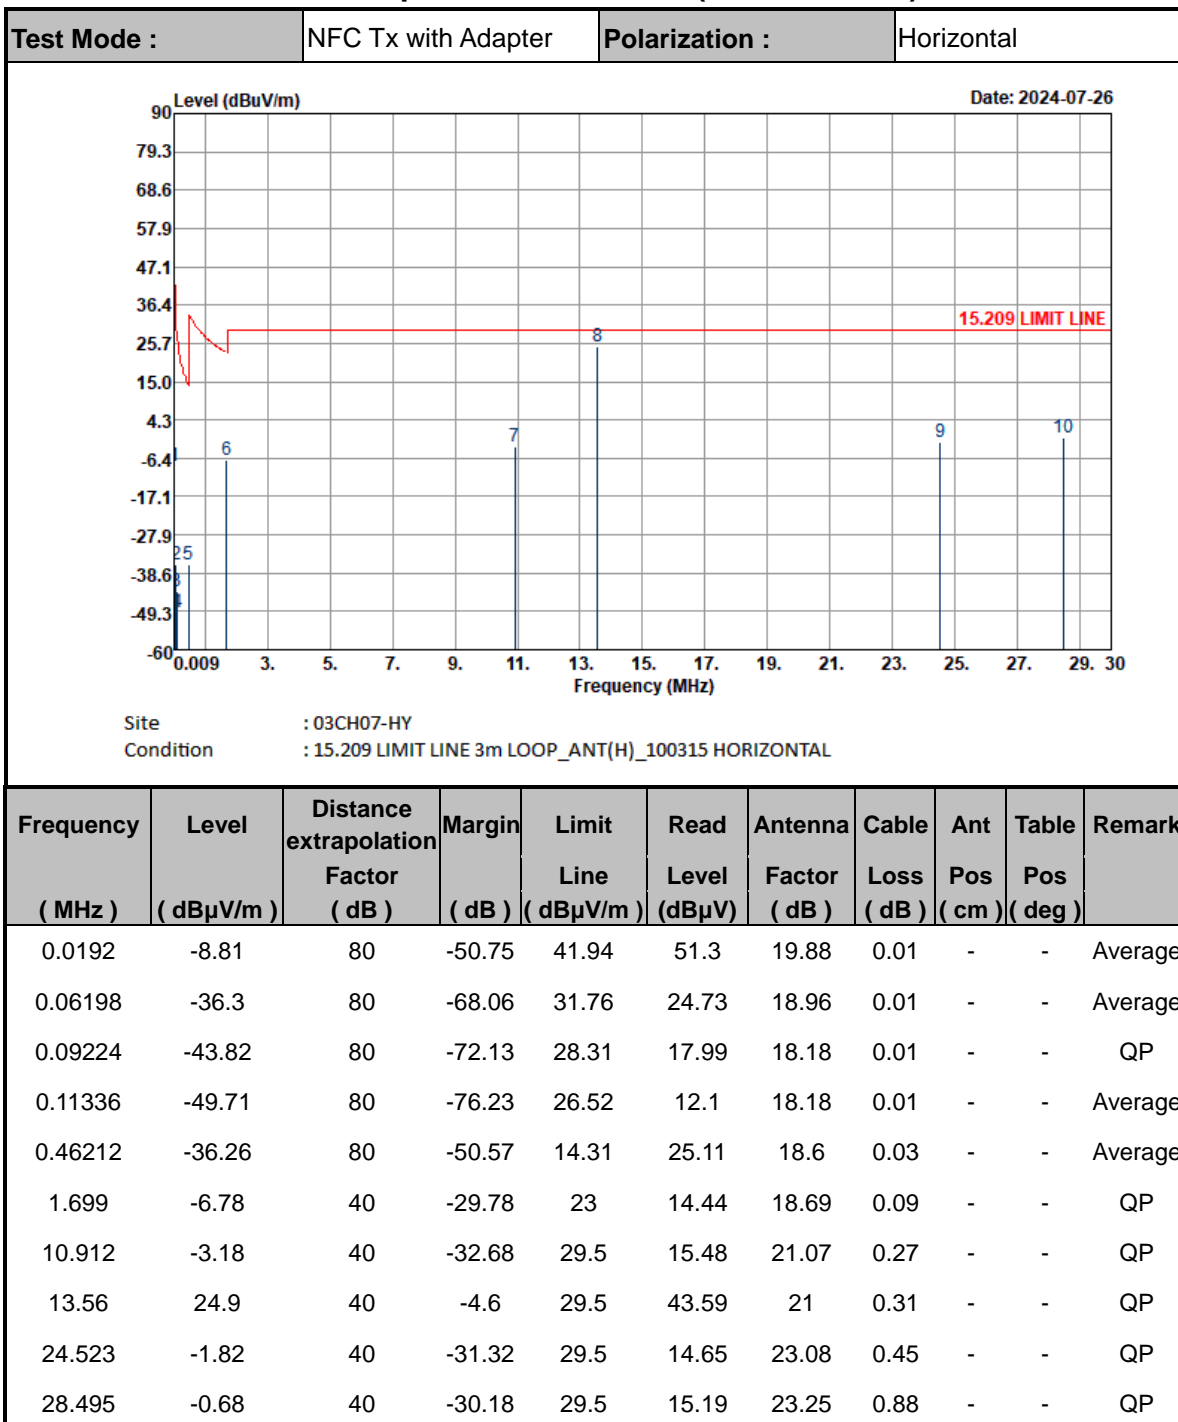 Test Mode : NFC Tx with Adapter Polarization : Horizontal
Level (dBuV/m) Date: 2024-07-26
90
79.3
68.6
57.9
47.1
36.4
25.7
15.0
4.3
-6.4
-17.1
-27.9
-38.6
-49.3
-60
15.209 LIMIT LINE
1
2
3
4
5
6
7
8
9
10
0.009 3. 5. 7. 9. 11. 13. 15. 17. 19. 21. 23. 25. 27. 29. 30
Frequency (MHz)
Site : 03CH07-HY
Condition : 15.209 LIMIT LINE 3m LOOP_ANT(H)_100315 HORIZONTAL
Frequency Level Distance extrapolation Margin Limit Read Antenna Cable Ant Table Remark
Factor Line Level Factor Loss Pos Pos
( MHz ) ( dBµV/m ) ( dB ) ( dB ) ( dBµV/m ) (dBµV) ( dB ) ( dB ) ( cm ) ( deg )
0.0192 -8.81 80 -50.75 41.94 51.3 19.88 0.01 - - Average
0.06198 -36.3 80 -68.06 31.76 24.73 18.96 0.01 - - Average
0.09224 -43.82 80 -72.13 28.31 17.99 18.18 0.01 - - QP
0.11336 -49.71 80 -76.23 26.52 12.1 18.18 0.01 - - Average
0.46212 -36.26 80 -50.57 14.31 25.11 18.6 0.03 - - Average
1.699 -6.78 40 -29.78 23 14.44 18.69 0.09 - - QP
10.912 -3.18 40 -32.68 29.5 15.48 21.07 0.27 - - QP
13.56 24.9 40 -4.6 29.5 43.59 21 0.31 - - QP
24.523 -1.82 40 -31.32 29.5 14.65 23.08 0.45 - - QP
28.495 -0.68 40 -30.18 29.5 15.19 23.25 0.88 - - QP